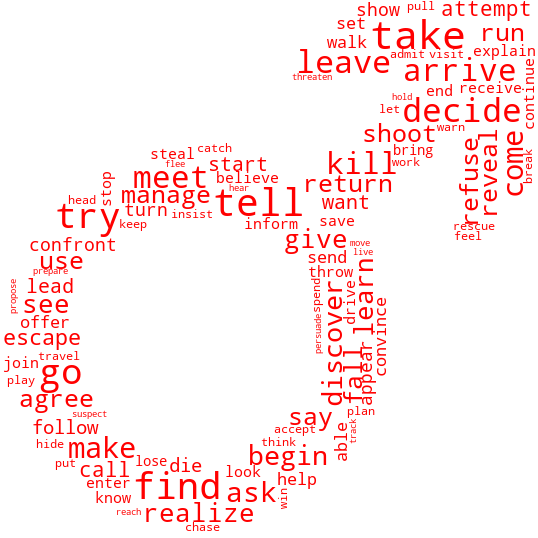 show pull attempt
set take run
walk admit visit explain
leave arrive
threaten end receive continue
hold decide
let warn
shoot
bring refuse reveal come break
steal catch kill work
flee start
stop meet believe return
head manage hear tell want
try turn insist save rescue
keep inform feel
confront give move
use send live
prepare throw
propose lead spend drive learn
see discover
offer persuade convince
escape fall
join travel appear
play go
agree suspect say plan
follow accept able track
hide make think
put call lose die begin
enter look help
know find ask win
reach realize
chase